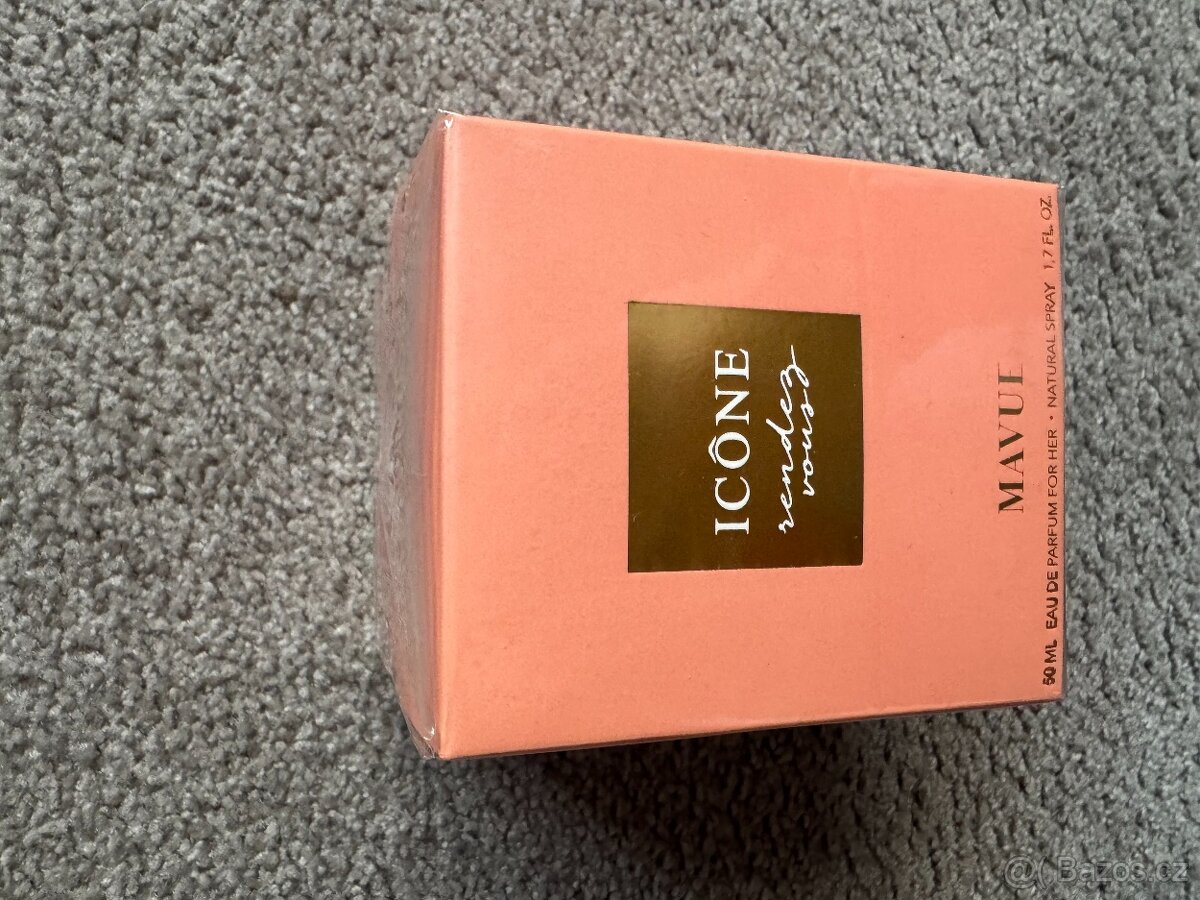 ICÔNE
rendez
vous
MAVUE
50 ML EAU DE PARFUM FOR HER • NATURAL SPRAY 1,7 FL. OZ.
Bazos.cz